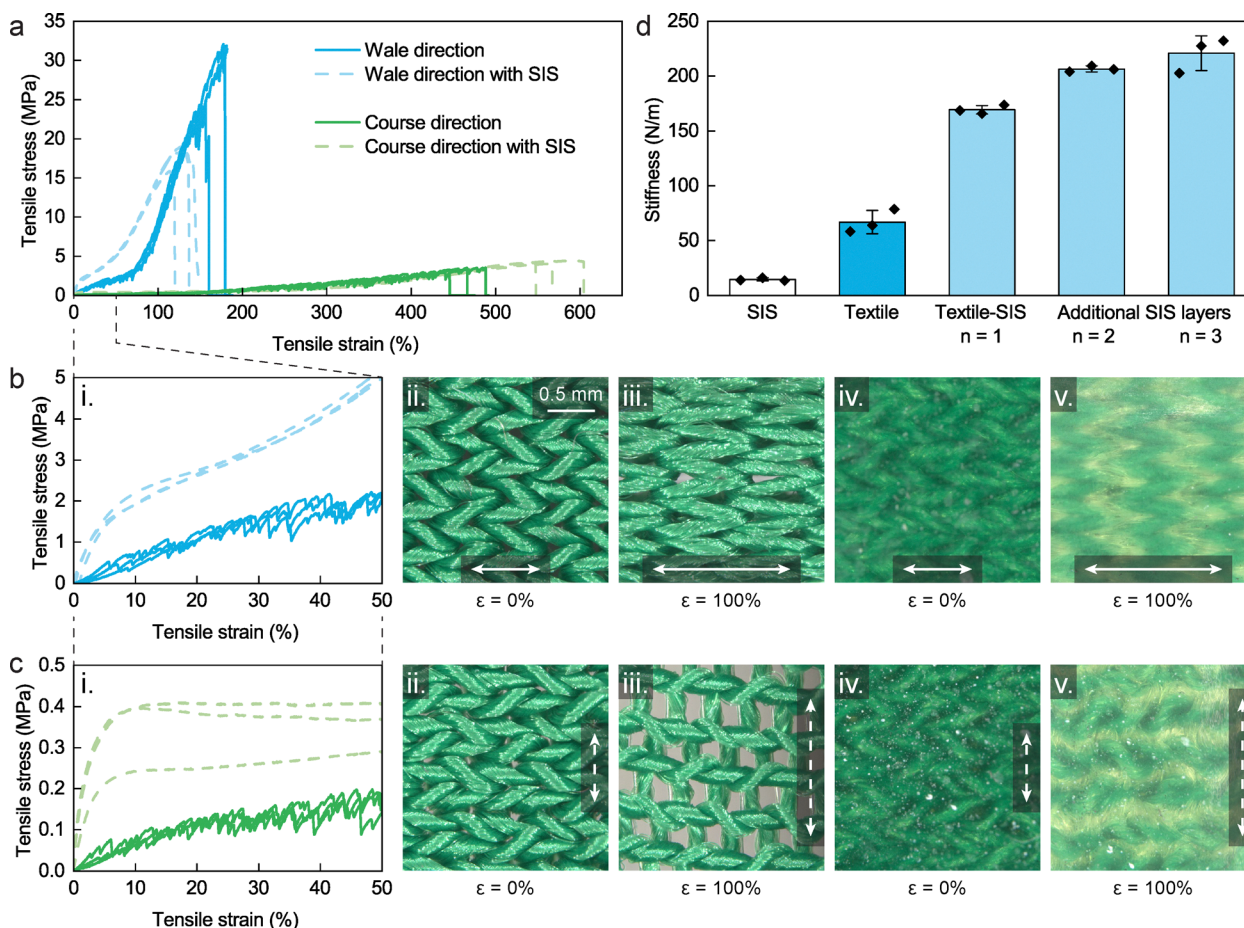 a
35
30
25
20
15
10
5
0
Tensile stress (MPa)
Wale direction
Wale direction with SIS
Course direction
Course direction with SIS
0 100 200 300 400 500 600
Tensile strain (%)
d
250
200
150
100
50
0
Stiffness (N/m)
SIS Textile Textile-SIS Additional SIS layers
n = 1 n = 2 n = 3
b
i.
5
4
3
2
1
0
Tensile stress (MPa)
0 10 20 30 40 50
Tensile strain (%)
ii.
0.5 mm
ε = 0%
iii.
ε = 100%
iv.
ε = 0%
v.
ε = 100%
c
i.
0.5
0.4
0.3
0.2
0.1
0.0
Tensile stress (MPa)
0 10 20 30 40 50
Tensile strain (%)
ii.
ε = 0%
iii.
ε = 100%
iv.
ε = 0%
v.
ε = 100%